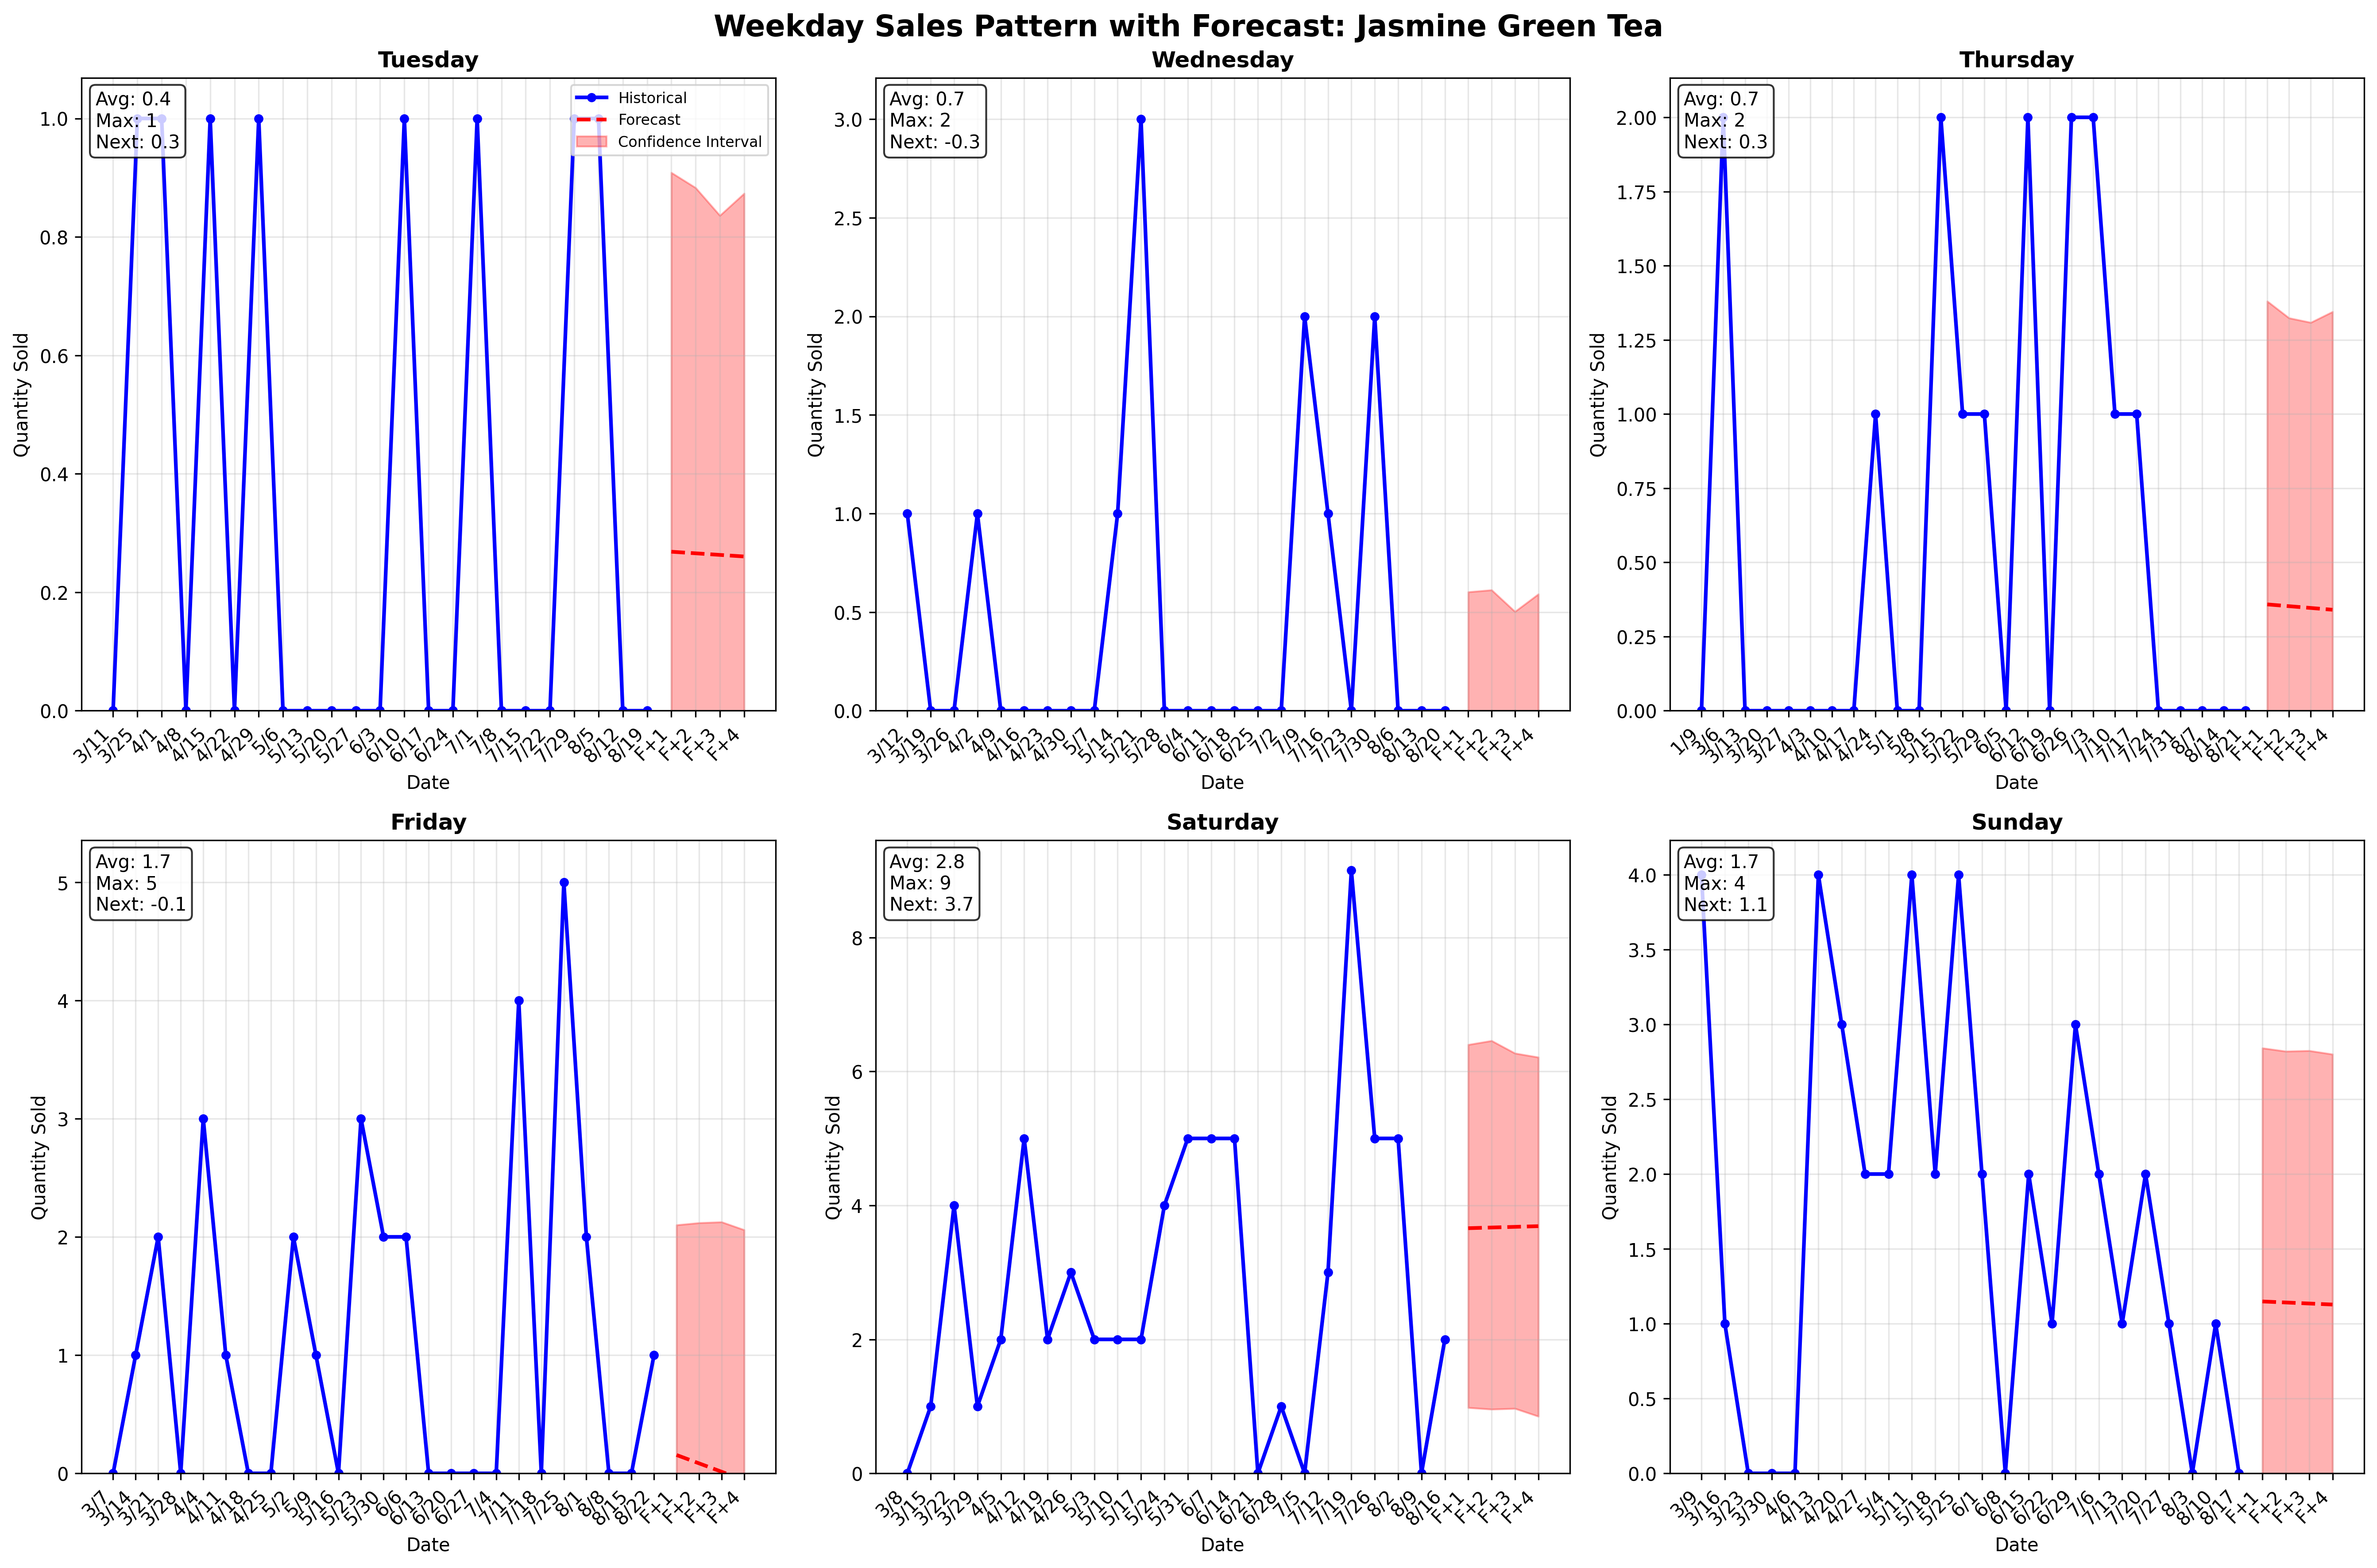 Weekday Sales Pattern with Forecast: Jasmine Green Tea
Tuesday
Avg: 0.4
Max: 1
Next: 0.3
Historical
Forecast
Confidence Interval
Quantity Sold
1.0
0.8
0.6
0.4
0.2
0.0
3/11 3/25 4/1 4/8 4/15 4/22 4/29 5/6 5/13 5/20 5/27 6/3 6/10 6/17 6/24 7/1 7/8 7/15 7/22 7/29 8/5 8/12 8/19 F+1 F+2 F+3 F+4
Date
Wednesday
Avg: 0.7
Max: 2
Next: -0.3
Quantity Sold
3.0
2.5
2.0
1.5
1.0
0.5
0.0
3/12 3/19 3/26 4/2 4/9 4/16 4/23 4/30 5/7 5/14 5/21 5/28 6/4 6/11 6/18 6/25 7/2 7/9 7/16 7/23 7/30 8/6 8/13 8/20 F+1 F+2 F+3 F+4
Date
Thursday
Avg: 0.7
Max: 2
Next: 0.3
Quantity Sold
2.00
1.75
1.50
1.25
1.00
0.75
0.50
0.25
0.00
1/9 3/6 3/13 3/20 3/27 4/3 4/10 4/17 4/24 5/1 5/8 5/15 5/22 5/29 6/5 6/12 6/19 6/26 7/3 7/10 7/17 7/24 7/31 8/7 8/14 8/21 F+1 F+2 F+3 F+4
Date
Friday
Avg: 1.7
Max: 5
Next: -0.1
Quantity Sold
5
4
3
2
1
0
3/7 3/14 3/21 3/28 4/4 4/11 4/18 4/25 5/2 5/9 5/16 5/23 5/30 6/6 6/13 6/20 6/27 7/4 7/11 7/18 7/25 8/1 8/8 8/15 8/22 F+1 F+2 F+3 F+4
Date
Saturday
Avg: 2.8
Max: 9
Next: 3.7
Quantity Sold
8
6
4
2
0
3/8 3/15 3/22 3/29 4/5 4/12 4/19 4/26 5/3 5/10 5/17 5/24 5/31 6/7 6/14 6/21 6/28 7/5 7/12 7/19 7/26 8/2 8/9 8/16 F+1 F+2 F+3 F+4
Date
Sunday
Avg: 1.7
Max: 4
Next: 1.1
Quantity Sold
4.0
3.5
3.0
2.5
2.0
1.5
1.0
0.5
0.0
3/9 3/16 3/23 3/30 4/6 4/13 4/20 4/27 5/4 5/11 5/18 5/25 6/1 6/8 6/15 6/22 6/29 7/6 7/13 7/20 7/27 8/3 8/10 8/17 F+1 F+2 F+3 F+4
Date